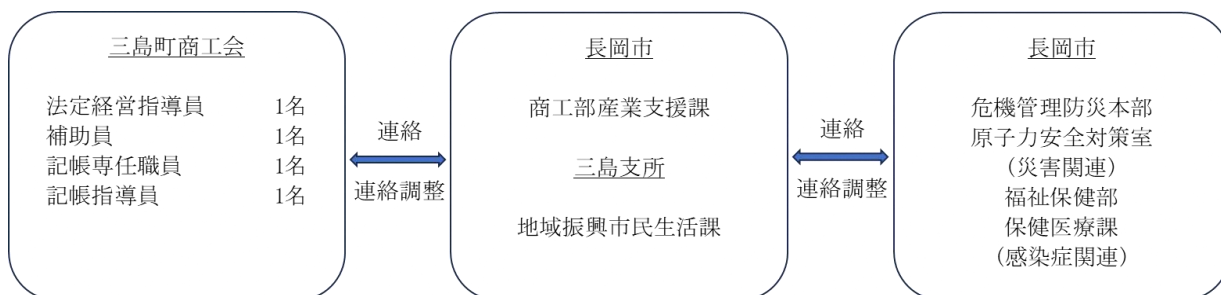 三島町商工会
法定経営指導員 1名
補助員 1名
記帳専任職員 1名
記帳指導員 1名
連絡
連絡調整
長岡市
商工部産業支援課
三島支所
地域振興市民生活課
連絡
連絡調整
長岡市
危機管理防災本部
原子力安全対策室
(災害関連)
福祉保健部
保健医療課
(感染症関連)